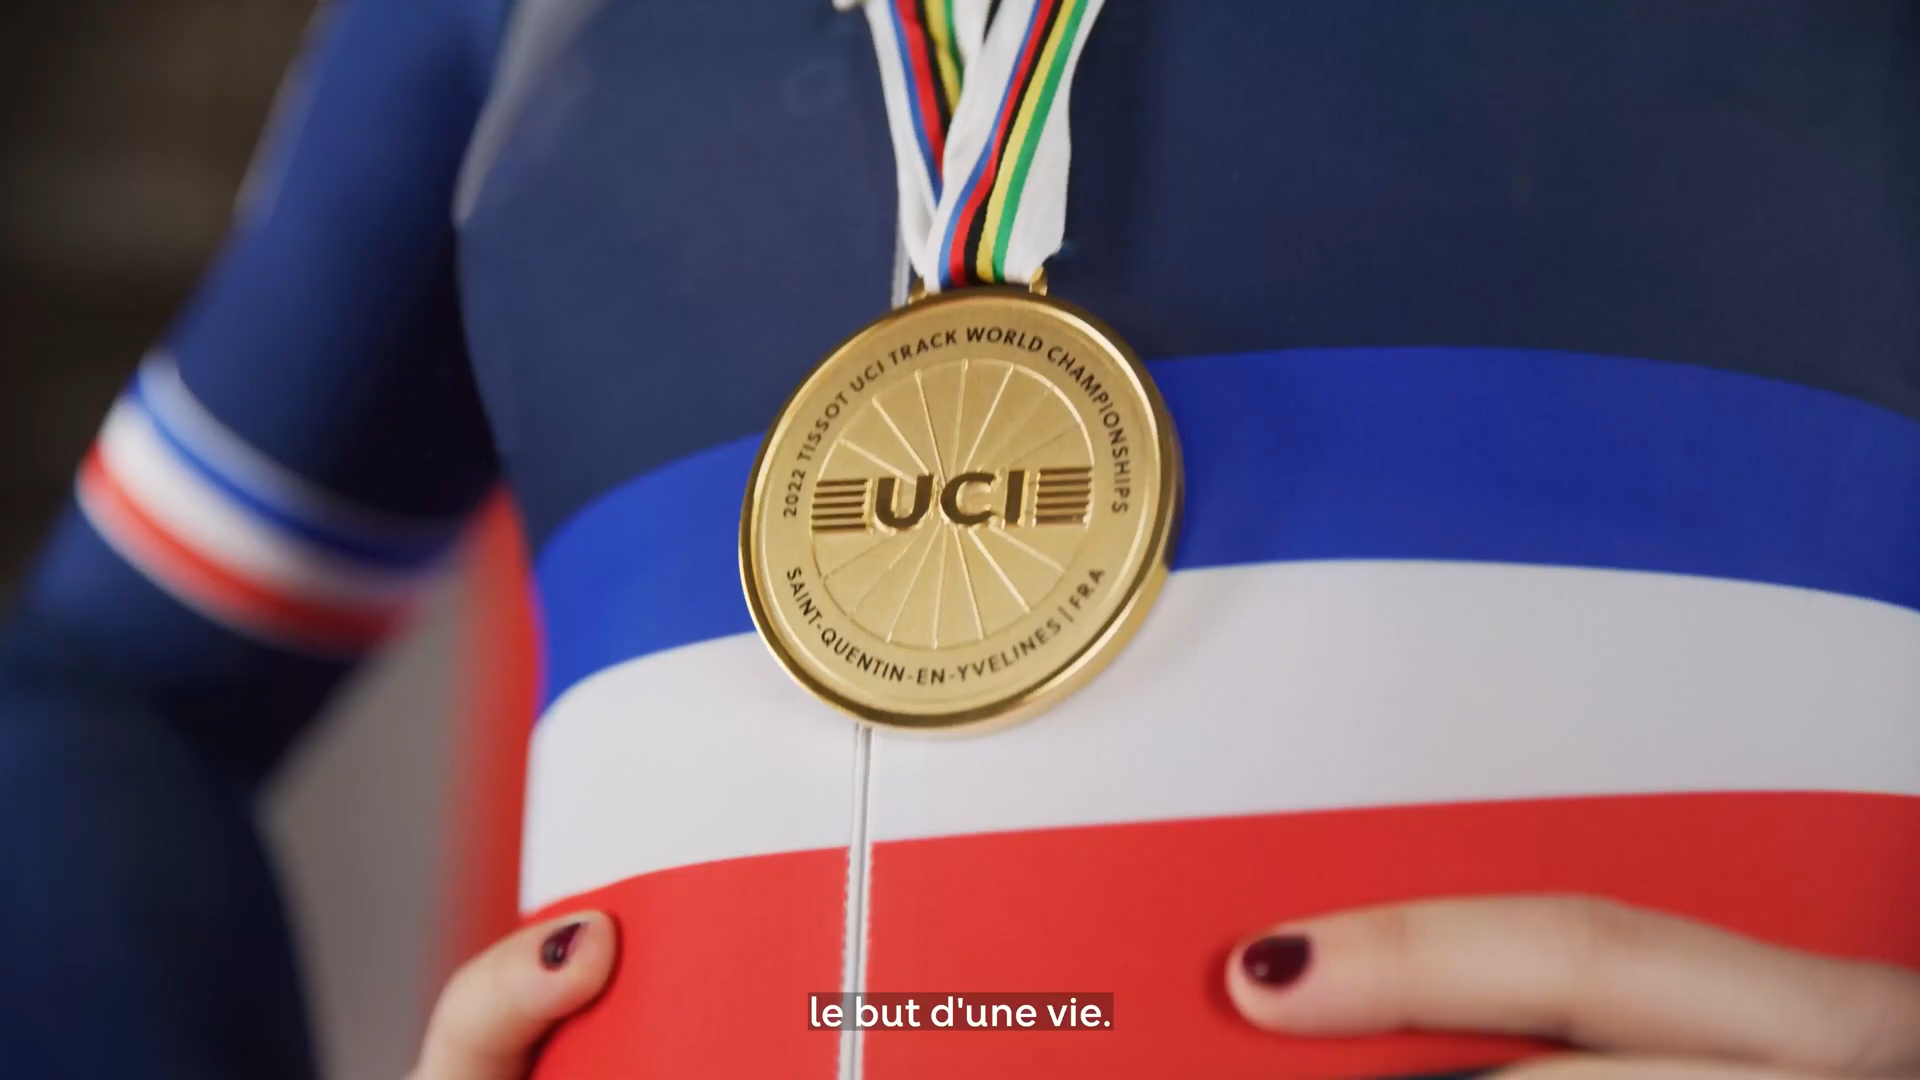 2022 TISSOT UCI TRACK WORLD CHAMPIONSHIPS
UCI
SAINT-QUENTIN-EN-YVELINES | FRA
le but d'une vie.